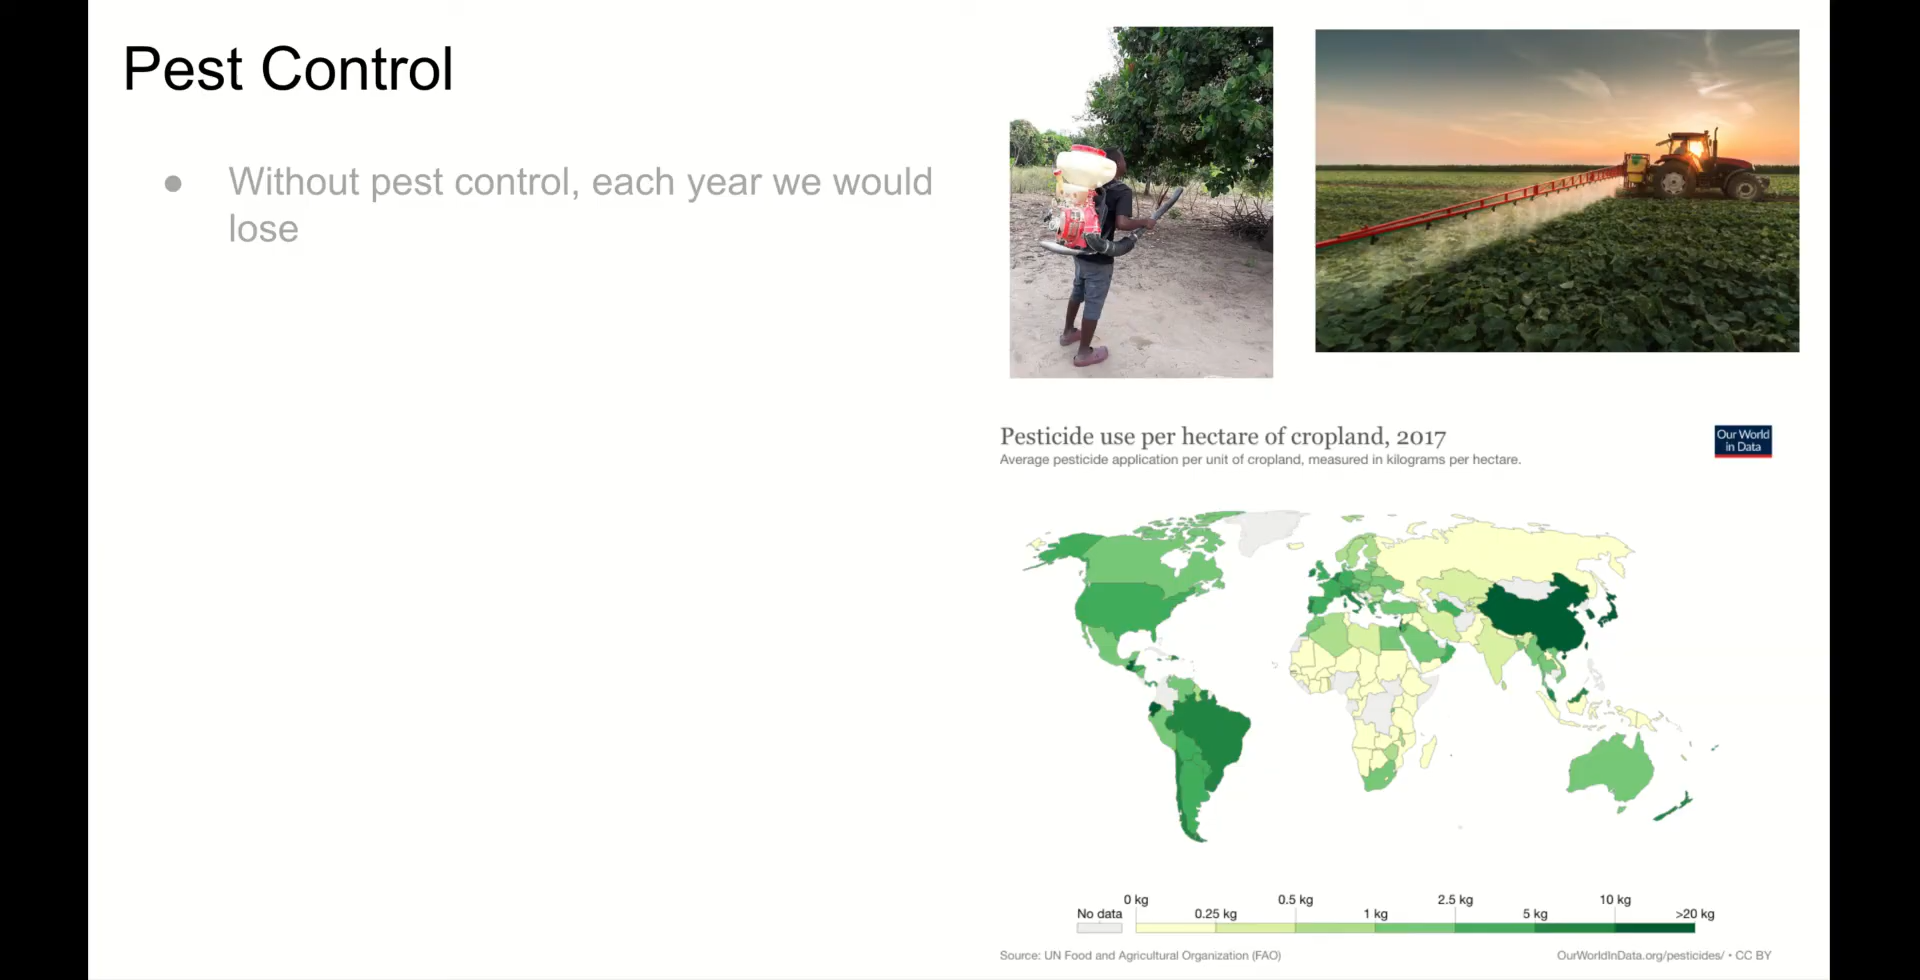 Pest Control
● Without pest control, each year we would
lose
Pesticide use per hectare of cropland, 2017
Average pesticide application per unit of cropland, measured in kilograms per hectare.
Our World
in Data
No data
0 kg
0.25 kg
0.5 kg
1 kg
2.5 kg
5 kg
10 kg
>20 kg
Source: UN Food and Agricultural Organization (FAO)
OurWorldInData.org/pesticides/ • CC BY